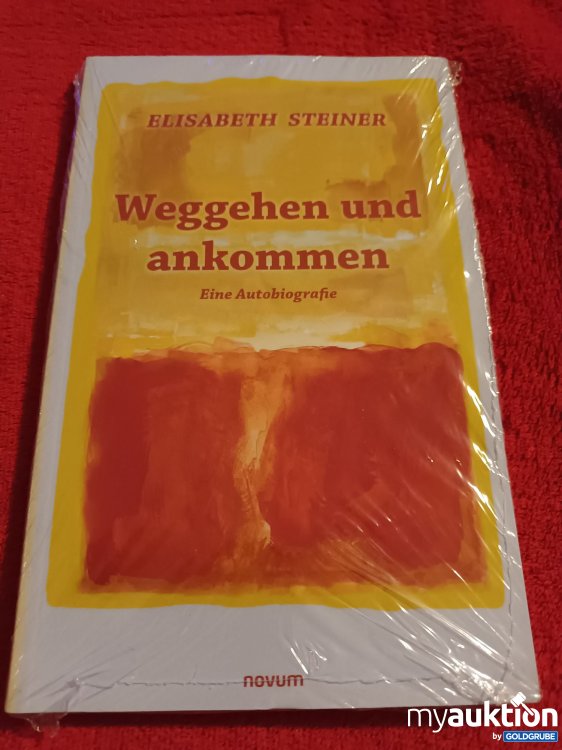 ELISABETH STEINER
Weggehen und
ankommen
Eine Autobiografie
novum
myauktion
by GOLDGRUBE